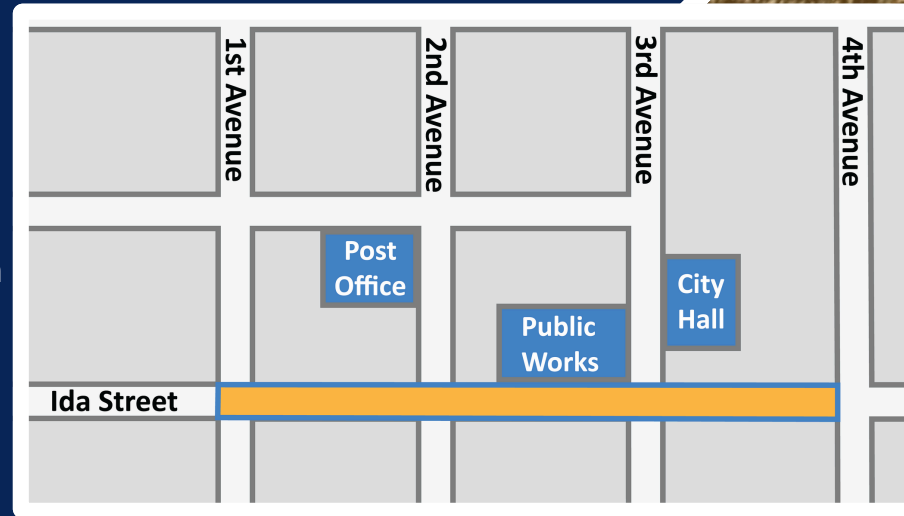 1st Avenue
2nd Avenue
3rd Avenue
4th Avenue
Post
Office
City
Hall
Public
Works
Ida Street